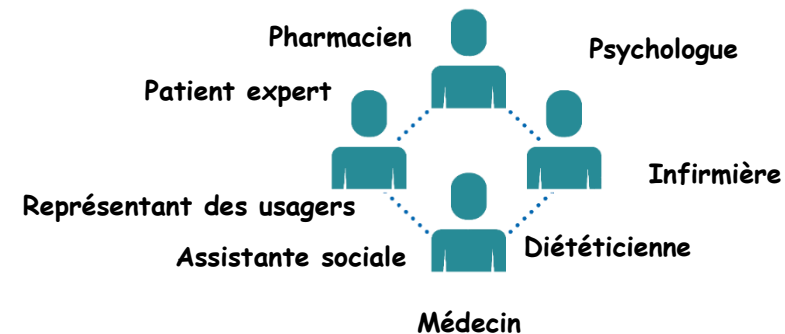 Pharmacien
Psychologue
Patient expert
Infirmière
Représentant des usagers
Diététicienne
Assistante sociale
Médecin